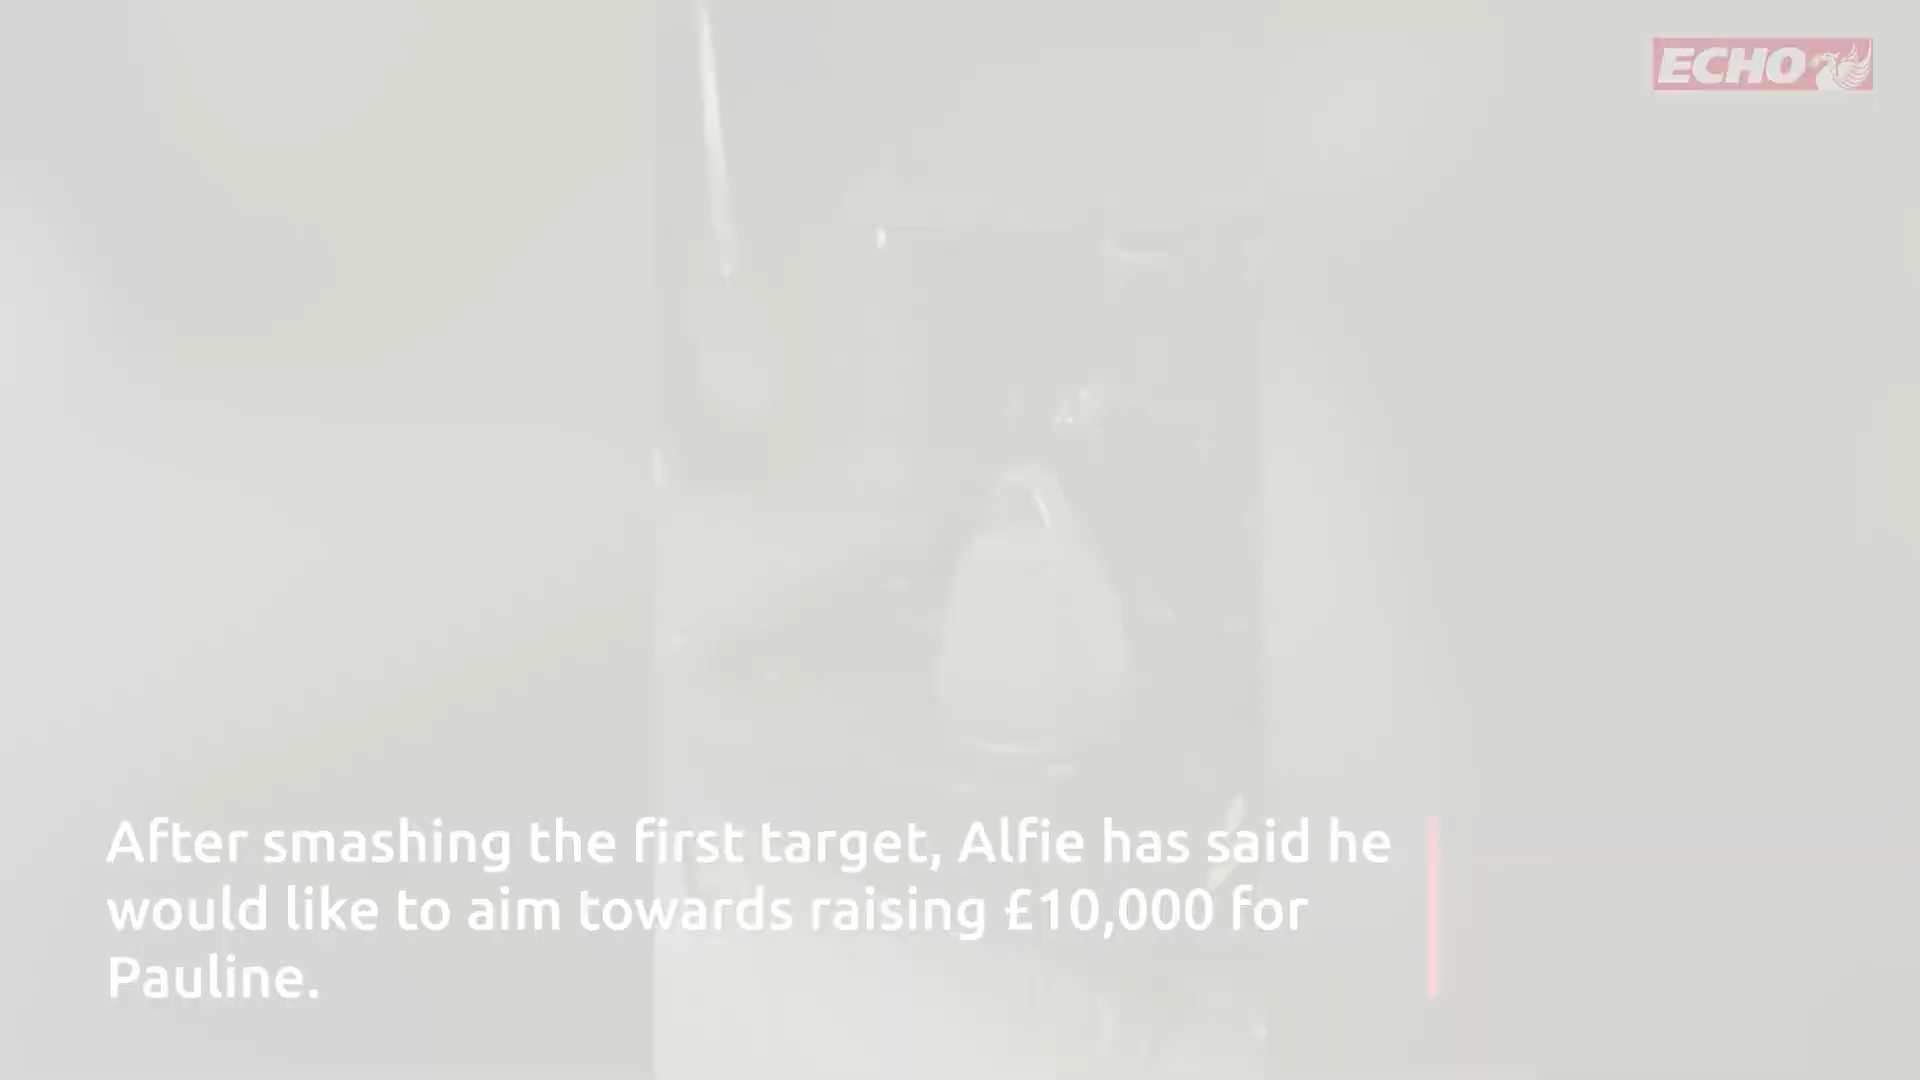 ECHO
After smashing the first target, Alfie has said he
would like to aim towards raising £10,000 for
Pauline.